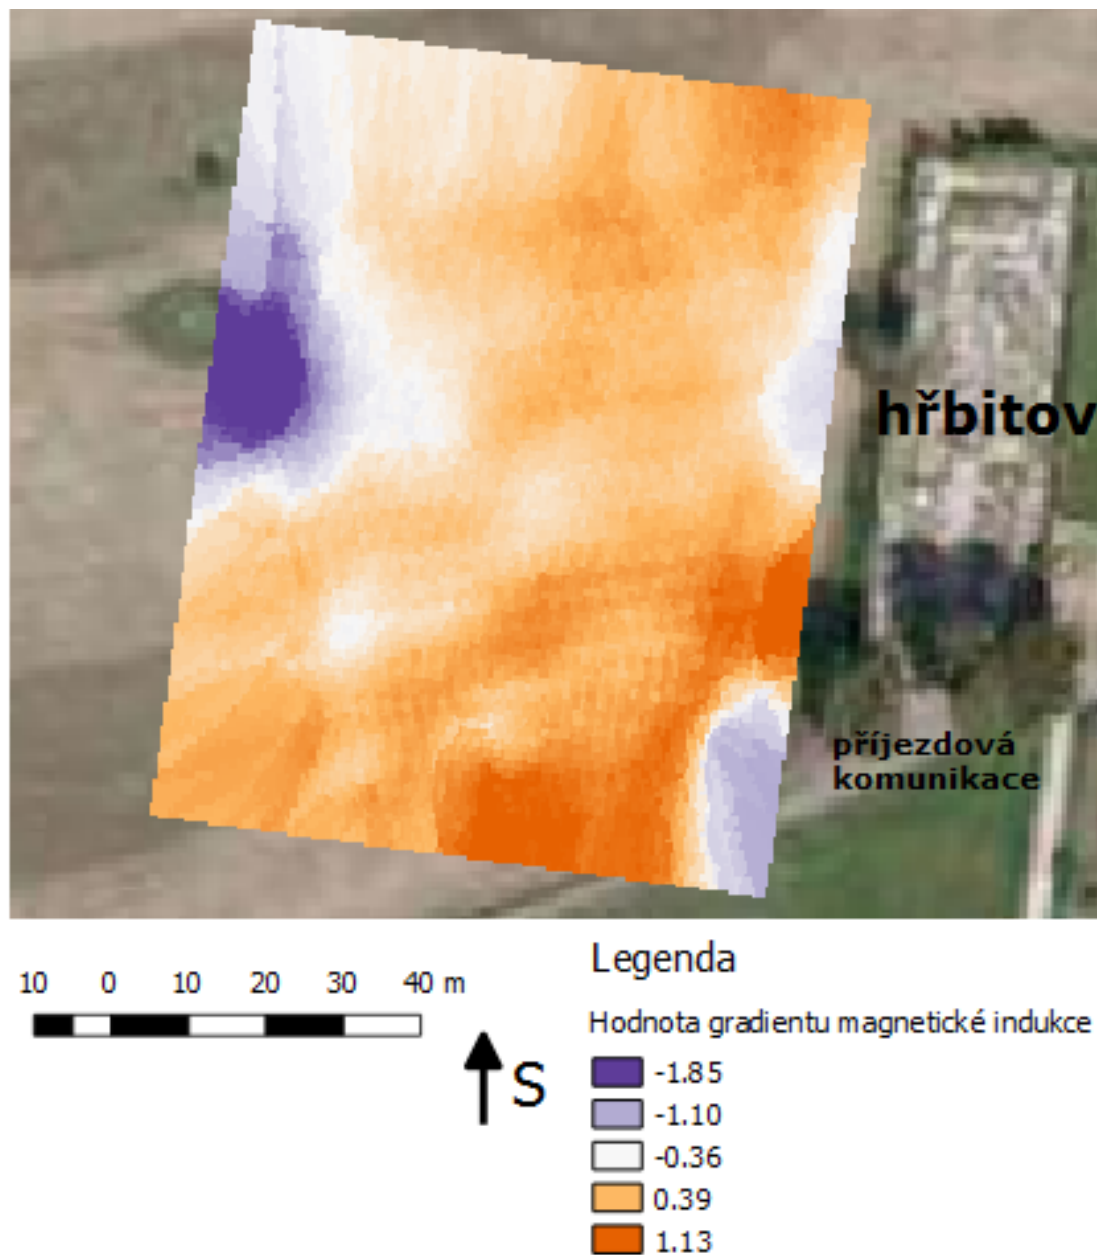 hřbitov
příjezdová
komunikace
10 0 10 20 30 40 m
S
Legenda
Hodnota gradientu magnetické indukce
-1.85
-1.10
-0.36
0.39
1.13